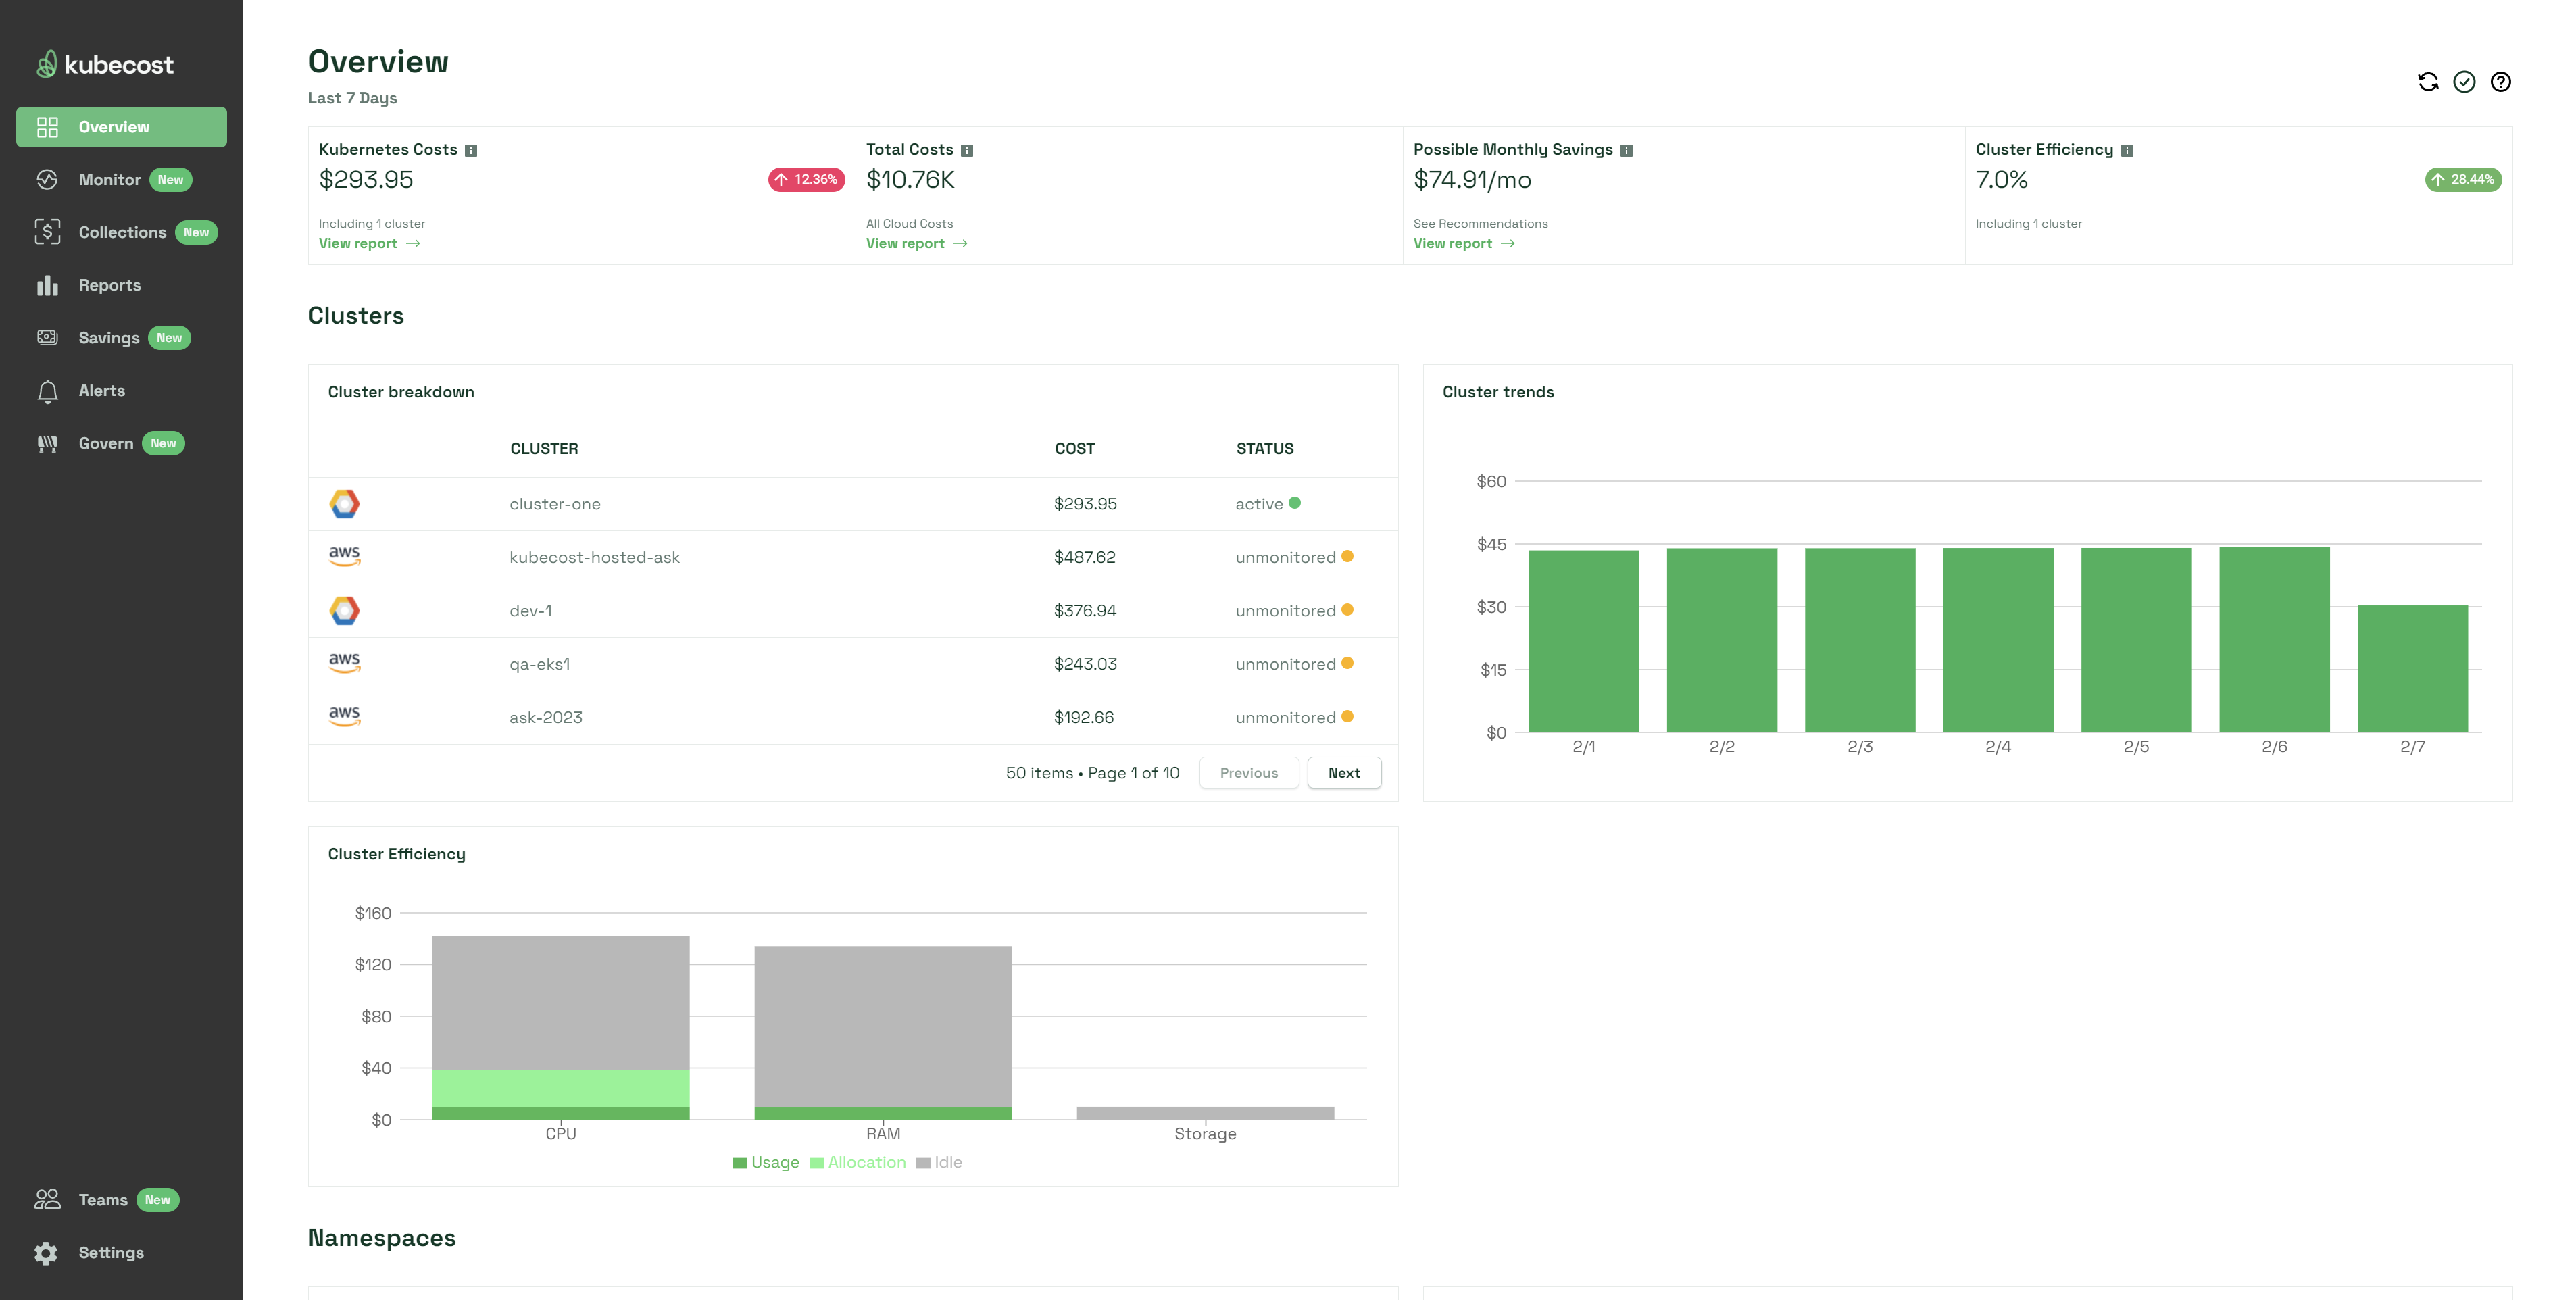 kubecost
Overview
Monitor New
Collections New
Reports
Savings New
Alerts
Govern New
Teams New
Settings
Overview
Last 7 Days
Kubernetes Costs
$293.95
12.36%
Including 1 cluster
View report
Total Costs
$10.76K
All Cloud Costs
View report
Possible Monthly Savings
$74.91/mo
See Recommendations
View report
Cluster Efficiency
7.0%
28.44%
Including 1 cluster
Clusters
Cluster breakdown
CLUSTER COST STATUS
cluster-one $293.95 active
aws kubecost-hosted-ask $487.62 unmonitored
dev-1 $376.94 unmonitored
aws qa-eks1 $243.03 unmonitored
aws ask-2023 $192.66 unmonitored
50 items • Page 1 of 10 Previous Next
Cluster trends
$60
$45
$30
$15
$0
2/1 2/2 2/3 2/4 2/5 2/6 2/7
Cluster Efficiency
$160
$120
$80
$40
$0
CPU RAM Storage
Usage Allocation Idle
Namespaces